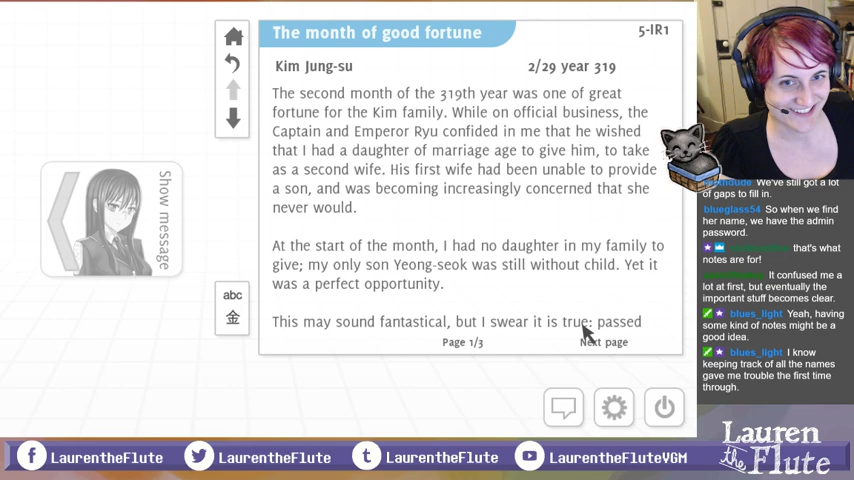 The month of good fortune
5-IR1
Kim Jung-su
2/29 year 319
The second month of the 319th year was one of great
fortune for the Kim family. While on official business, the
Captain and Emperor Ryu confided in me that he wished
that I had a daughter of marriage age to give him, to take
as a second wife. His first wife had been unable to provide
a son, and was becoming increasingly concerned that she
never would.
At the start of the month, I had no daughter in my family to
give; my only son Yeong-seok was still without child. Yet it
was a perfect opportunity.
This may sound fantastical, but I swear it is true: passed
Page 1/3
Next page
Show message
abc
金
We've still got a lot
of gaps to fill in.
blueglass54 So when we find
her name, we have the admin
password.
that's what
notes are for!
It confused me a
lot at first, but eventually the
important stuff becomes clear.
blues_light Yeah, having
some kind of notes might be a
good idea.
blues_light I know
keeping track of all the names
gave me trouble the first time
through.
Lauren
the Flute
LaurentheFlute
LaurentheFlute
LaurentheFlute
LaurentheFluteVGM